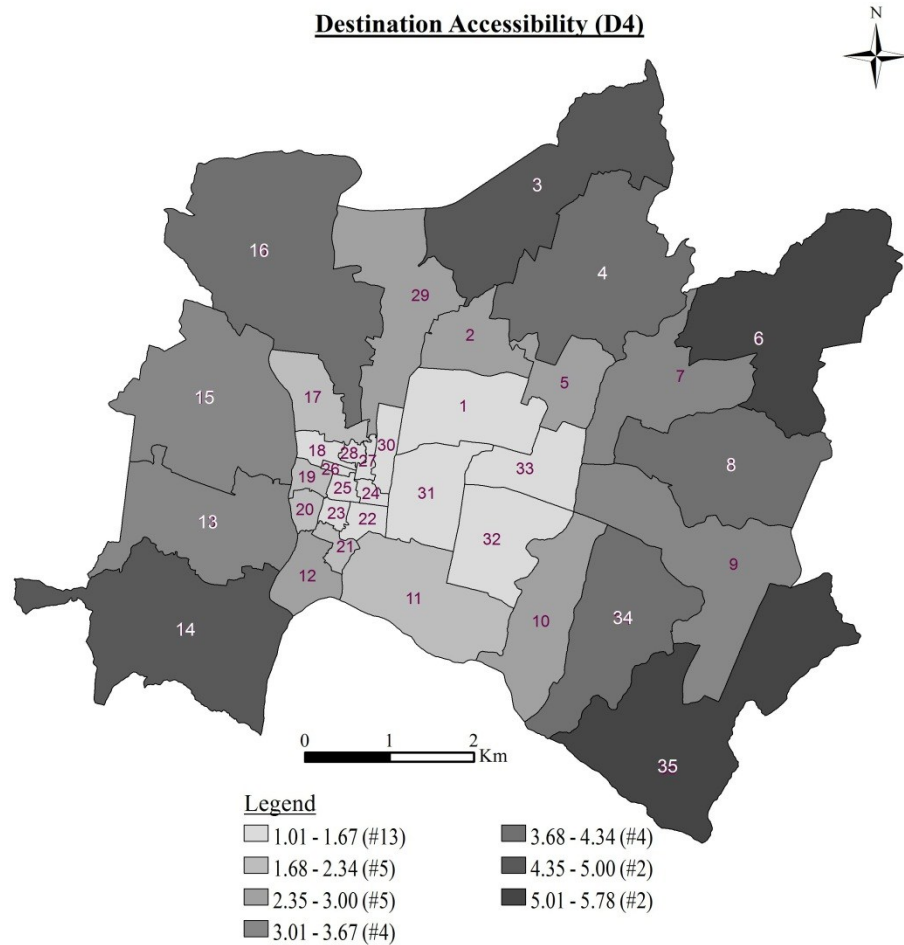 Destination Accessibility (D4)
N
3
16
4
29
6
2
7
5
15
17
1
30
28
18
27
8
33
26
19
25
24
31
20
23
22
13
32
21
9
12
11
10
34
14
35
0 1 2
Km
Legend
1.01 - 1.67 (#13)
1.68 - 2.34 (#5)
2.35 - 3.00 (#5)
3.01 - 3.67 (#4)
3.68 - 4.34 (#4)
4.35 - 5.00 (#2)
5.01 - 5.78 (#2)